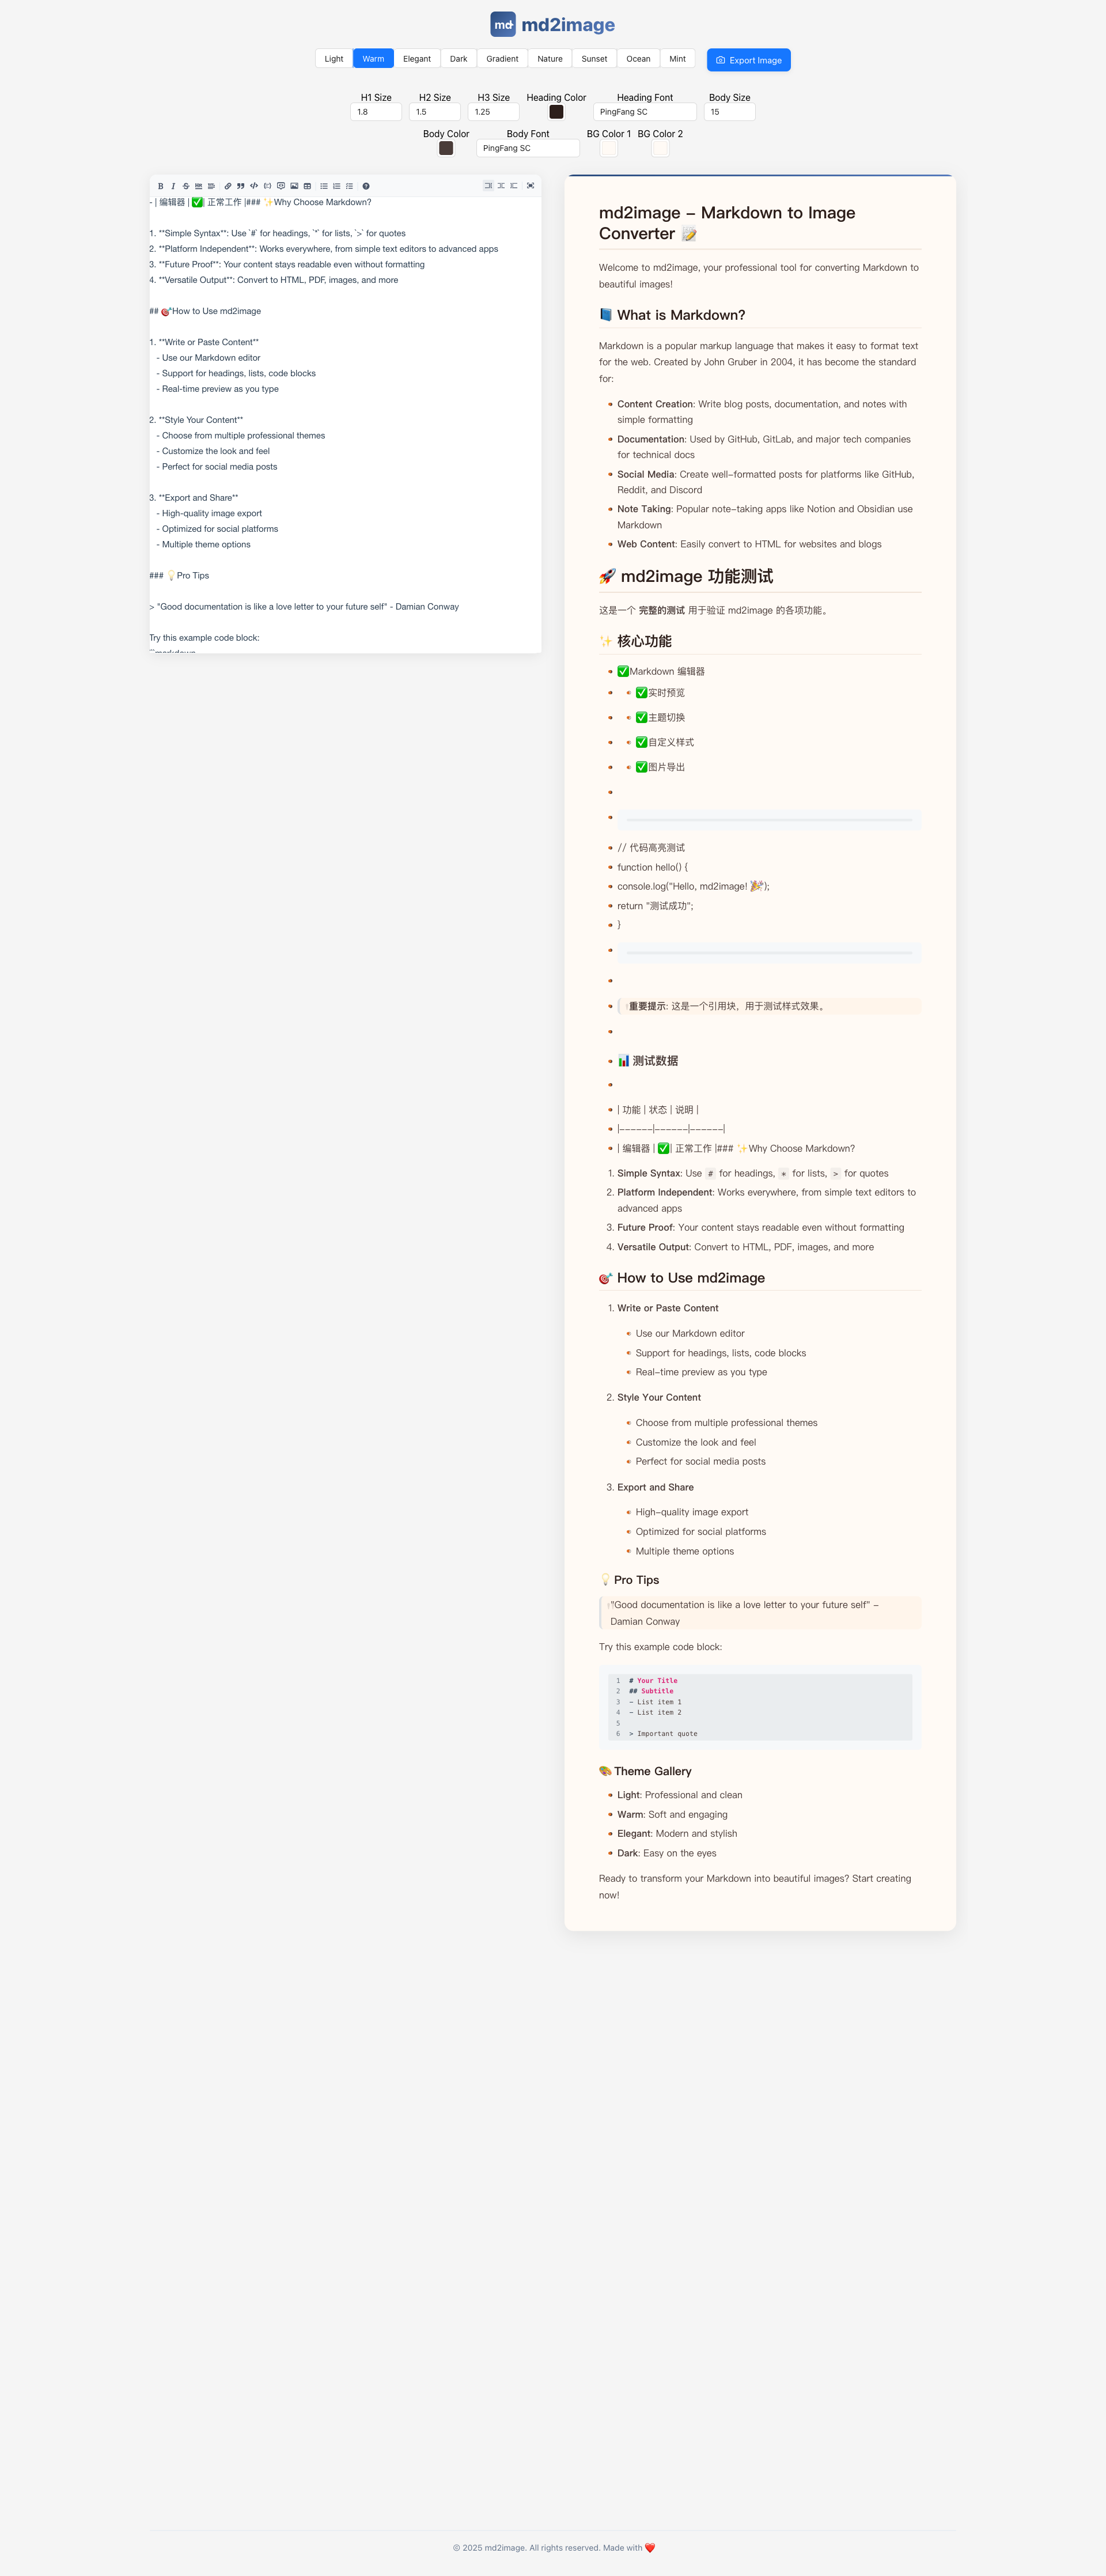 md md2image
Light Warm Elegant Dark Gradient Nature Sunset Ocean Mint Export Image
H1 Size H2 Size H3 Size Heading Color Heading Font Body Size
1.8 1.5 1.25 PingFang SC 15
Body Color Body Font BG Color 1 BG Color 2
PingFang SC
- | 编辑器 | ✅| 正常工作 |### ✨Why Choose Markdown?
1. **Simple Syntax**: Use `#` for headings, `*` for lists, `>` for quotes
2. **Platform Independent**: Works everywhere, from simple text editors to advanced apps
3. **Future Proof**: Your content stays readable even without formatting
4. **Versatile Output**: Convert to HTML, PDF, images, and more
## 🎯How to Use md2image
1. **Write or Paste Content**
- Use our Markdown editor
- Support for headings, lists, code blocks
- Real-time preview as you type
2. **Style Your Content**
- Choose from multiple professional themes
- Customize the look and feel
- Perfect for social media posts
3. **Export and Share**
- High-quality image export
- Optimized for social platforms
- Multiple theme options
### 💡Pro Tips
> "Good documentation is like a love letter to your future self" - Damian Conway
Try this example code block:
```markdown
md2image – Markdown to Image
Converter 📝
Welcome to md2image, your professional tool for converting Markdown to
beautiful images!
📘 What is Markdown?
Markdown is a popular markup language that makes it easy to format text
for the web. Created by John Gruber in 2004, it has become the standard
for:
Content Creation: Write blog posts, documentation, and notes with
simple formatting
Documentation: Used by GitHub, GitLab, and major tech companies
for technical docs
Social Media: Create well-formatted posts for platforms like GitHub,
Reddit, and Discord
Note Taking: Popular note-taking apps like Notion and Obsidian use
Markdown
Web Content: Easily convert to HTML for websites and blogs
🚀 md2image 功能测试
这是一个 完整的测试 用于验证 md2image 的各项功能。
✨ 核心功能
✅Markdown 编辑器
✅实时预览
✅主题切换
✅自定义样式
✅图片导出
// 代码高亮测试
function hello() {
console.log("Hello, md2image! 🎉");
return "测试成功";
}
重要提示: 这是一个引用块，用于测试样式效果。
📊 测试数据
| 功能 | 状态 | 说明 |
|------|------|------|
| 编辑器 | ✅| 正常工作 |### ✨Why Choose Markdown?
1. Simple Syntax: Use # for headings, * for lists, > for quotes
2. Platform Independent: Works everywhere, from simple text editors to
advanced apps
3. Future Proof: Your content stays readable even without formatting
4. Versatile Output: Convert to HTML, PDF, images, and more
🎯 How to Use md2image
1. Write or Paste Content
Use our Markdown editor
Support for headings, lists, code blocks
Real-time preview as you type
2. Style Your Content
Choose from multiple professional themes
Customize the look and feel
Perfect for social media posts
3. Export and Share
High-quality image export
Optimized for social platforms
Multiple theme options
💡 Pro Tips
"Good documentation is like a love letter to your future self" –
Damian Conway
Try this example code block:
1 # Your Title
2 ## Subtitle
3 - List item 1
4 - List item 2
5
6 > Important quote
🎨 Theme Gallery
Light: Professional and clean
Warm: Soft and engaging
Elegant: Modern and stylish
Dark: Easy on the eyes
Ready to transform your Markdown into beautiful images? Start creating
now!
© 2025 md2image. All rights reserved. Made with ❤️